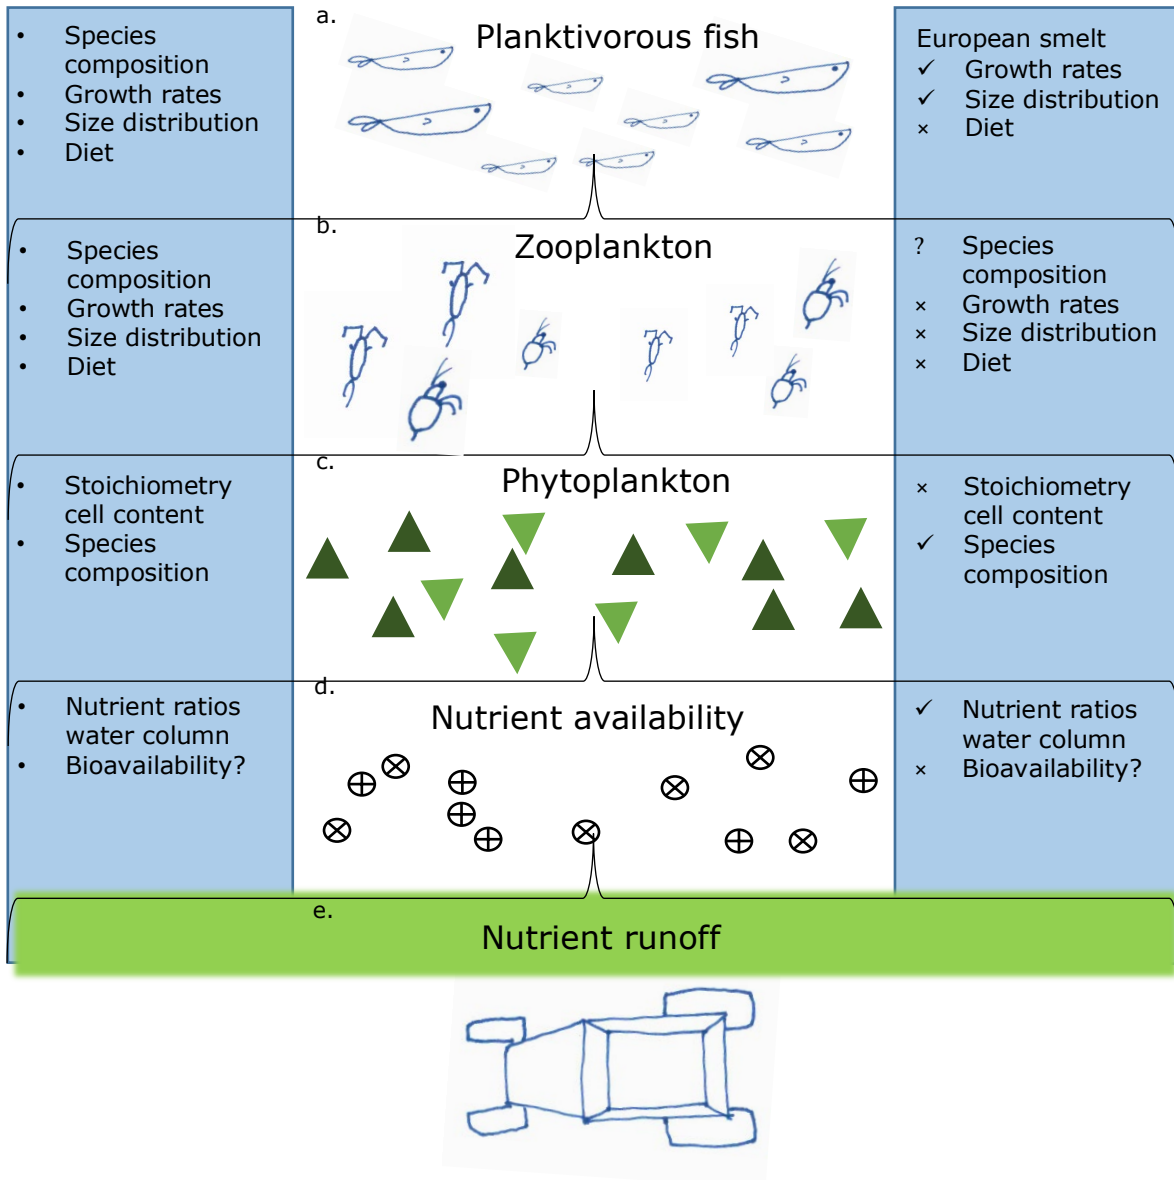 a.
Planktivorous fish
• Species
composition
• Growth rates
• Size distribution
• Diet
European smelt
✓ Growth rates
✓ Size distribution
× Diet
b.
Zooplankton
• Species
composition
• Growth rates
• Size distribution
• Diet
? Species
composition
× Growth rates
× Size distribution
× Diet
c.
Phytoplankton
• Stoichiometry
cell content
• Species
composition
× Stoichiometry
cell content
✓ Species
composition
d.
Nutrient availability
• Nutrient ratios
water column
• Bioavailability?
✓ Nutrient ratios
water column
× Bioavailability?
e.
Nutrient runoff